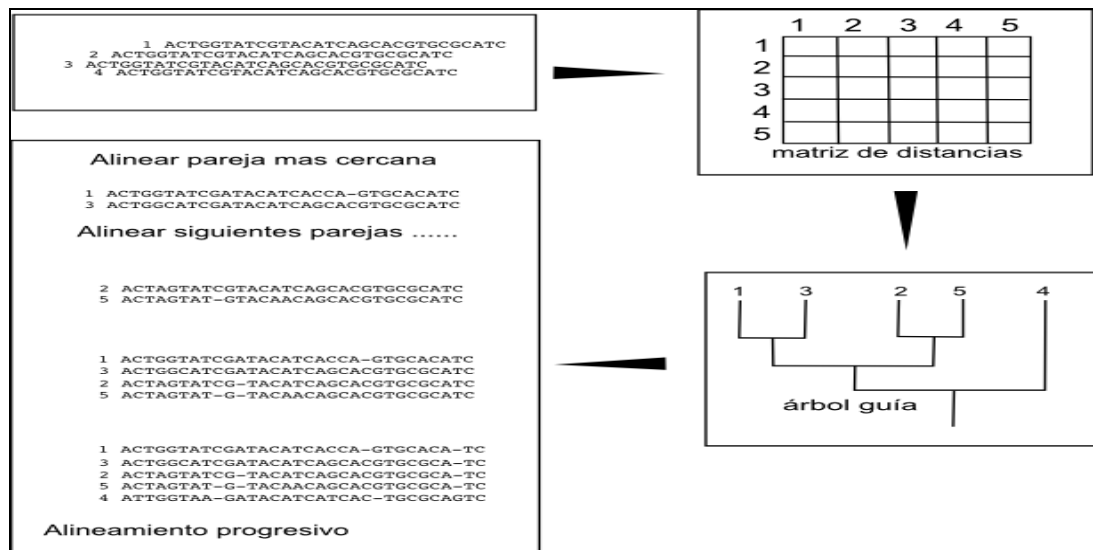 1 ACTGGTATCGTACATCAGCACGTGCGCATC
2 ACTGGTATCGTACATCAGCACGTGCGCATC
3 ACTGGTATCGTACATCAGCACGTGCGCATC
4 ACTGGTATCGTACATCAGCACGTGCGCATC
1 2 3 4 5
1
2
3
4
5
matriz de distancias
1 3 2 5 4
árbol guía
Alinear pareja mas cercana
1 ACTGGTATCGATACATCACCA-GTGCACATC
3 ACTGGCATCGATACATCAGCACGTGCGCATC
Alinear siguientes parejas ......
2 ACTAGTATCGTACATCAGCACGTGCGCATC
5 ACTAGTAT-GTACAACAGCACGTGCGCATC
1 ACTGGTATCGATACATCACCA-GTGCACATC
3 ACTGGCATCGATACATCAGCACGTGCGCATC
2 ACTAGTATCG-TACATCAGCACGTGCGCATC
5 ACTAGTAT-G-TACAACAGCACGTGCGCATC
1 ACTGGTATCGATACATCACCA-GTGCACA-TC
3 ACTGGCATCGATACATCAGCACGTGCGCA-TC
2 ACTAGTATCG-TACATCAGCACGTGCGCA-TC
5 ACTAGTAT-G-TACAACAGCACGTGCGCA-TC
4 ATTGGTAA-GATACATCATCAC-TGCGCAGTC
Alineamiento progresivo